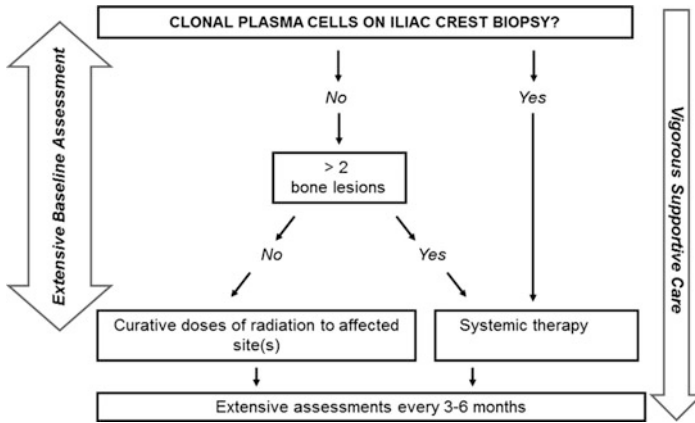 CLONAL PLASMA CELLS ON ILIAC CREST BIOPSY?
Extensive Baseline Assessment
Vigorous Supportive Care
No
Yes
> 2
bone lesions
No
Yes
Curative doses of radiation to affected
site(s)
Systemic therapy
Extensive assessments every 3-6 months